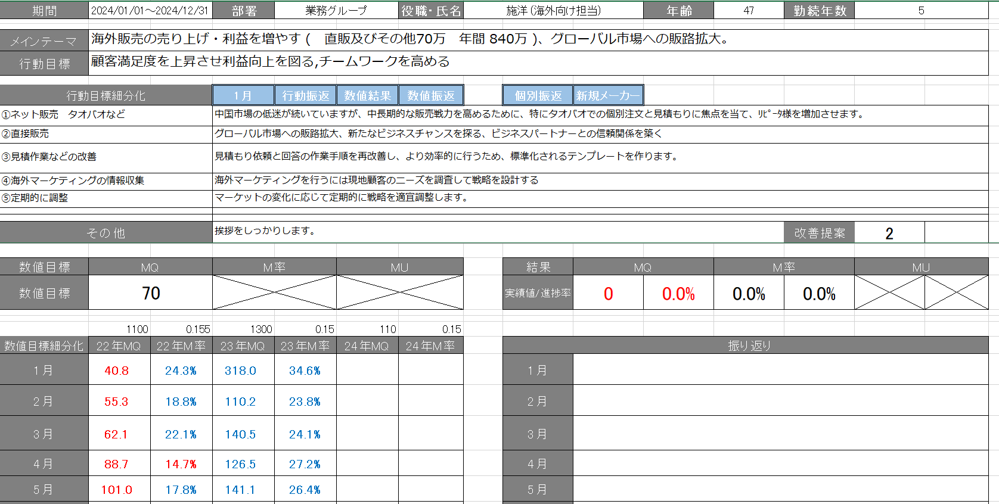 期間 2024/01/01～2024/12/31 部署 業務グループ 役職・氏名 施洋（海外向け担当） 年齢 47 勤続年数 5
メインテーマ 海外販売の売り上げ・利益を増やす（　直販及びその他70万　年間 840万 )、グローバル市場への販路拡大。
行動目標 顧客満足度を上昇させ利益向上を図る,チームワークを高める
行動目標細分化 1月 行動振返 数値結果 数値振返 個別振返 新規メーカー
①ネット販売　タオバオなど 中国市場の低迷が続いていますが、中長期的な販売戦力を高めるために、特にタオバオでの個別注文と見積もりに焦点を当て、ﾘﾋﾟｰﾀ様を増加させます。
②直接販売 グローバル市場への販路拡大、新たなビジネスチャンスを探る、ビジネスパートナーとの信頼関係を築く
③見積作業などの改善 見積もり依頼と回答の作業手順を再改善し、より効率的に行うため、標準化されるテンプレートを作ります。
④海外マーケティングの情報収集 海外マーケティングを行うには現地顧客のニーズを調査して戦略を設計する
⑤定期的に調整 マーケットの変化に応じて定期的に戦略を適宜調整します。
その他 挨拶をしっかりします。 改善提案 2
数値目標 MQ M率 MU 結果 MQ M率 MU
数値目標 70 実績値/進捗率 0 0.0% 0.0% 0.0%
1100 0.155 1300 0.15 110 0.15
数値目標細分化 22年MQ 22年M率 23年MQ 23年M率 24年MQ 24年M率 振り返り
1月 40.8 24.3% 318.0 34.6% 1月
2月 55.3 18.8% 110.2 23.8% 2月
3月 62.1 22.1% 140.5 24.1% 3月
4月 88.7 14.7% 126.5 27.2% 4月
5月 101.0 17.8% 141.1 26.4% 5月